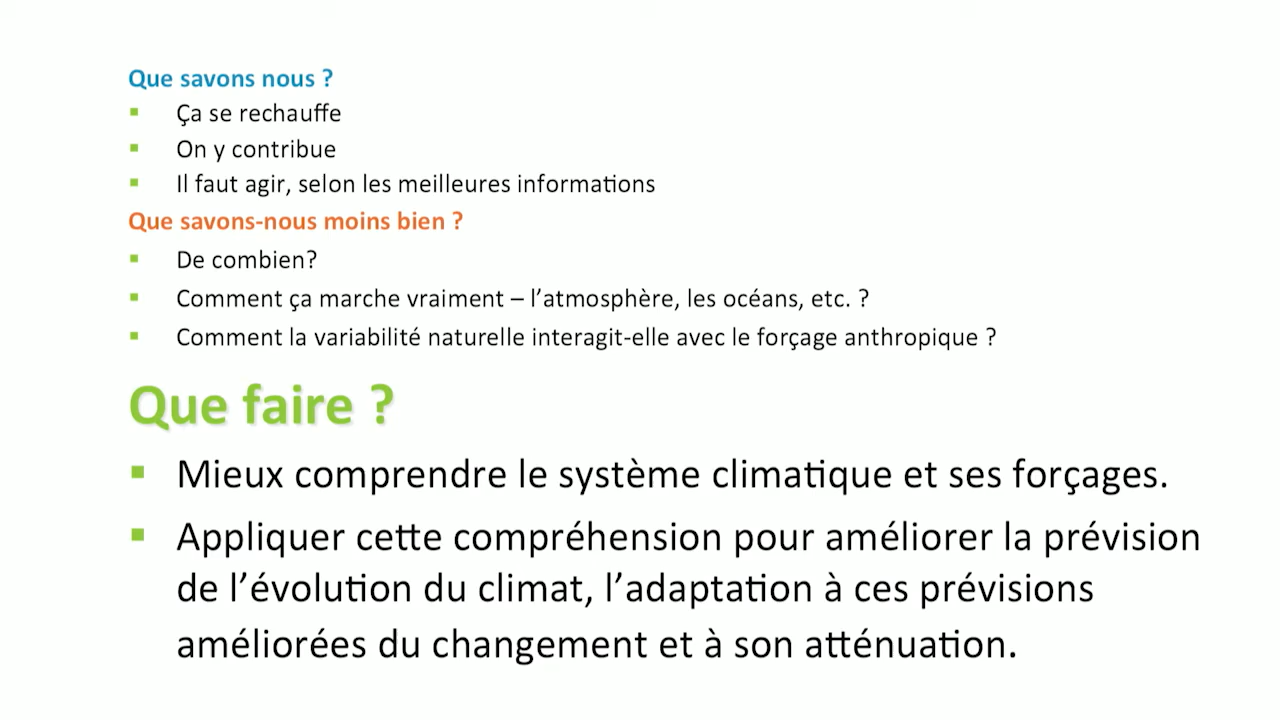 Que savons nous ?
▪ Ça se rechauffe
▪ On y contribue
▪ Il faut agir, selon les meilleures informations
Que savons-nous moins bien ?
▪ De combien?
▪ Comment ça marche vraiment – l’atmosphère, les océans, etc. ?
▪ Comment la variabilité naturelle interagit-elle avec le forçage anthropique ?
Que faire ?
▪ Mieux comprendre le système climatique et ses forçages.
▪ Appliquer cette compréhension pour améliorer la prévision
de l’évolution du climat, l’adaptation à ces prévisions
améliorées du changement et à son atténuation.